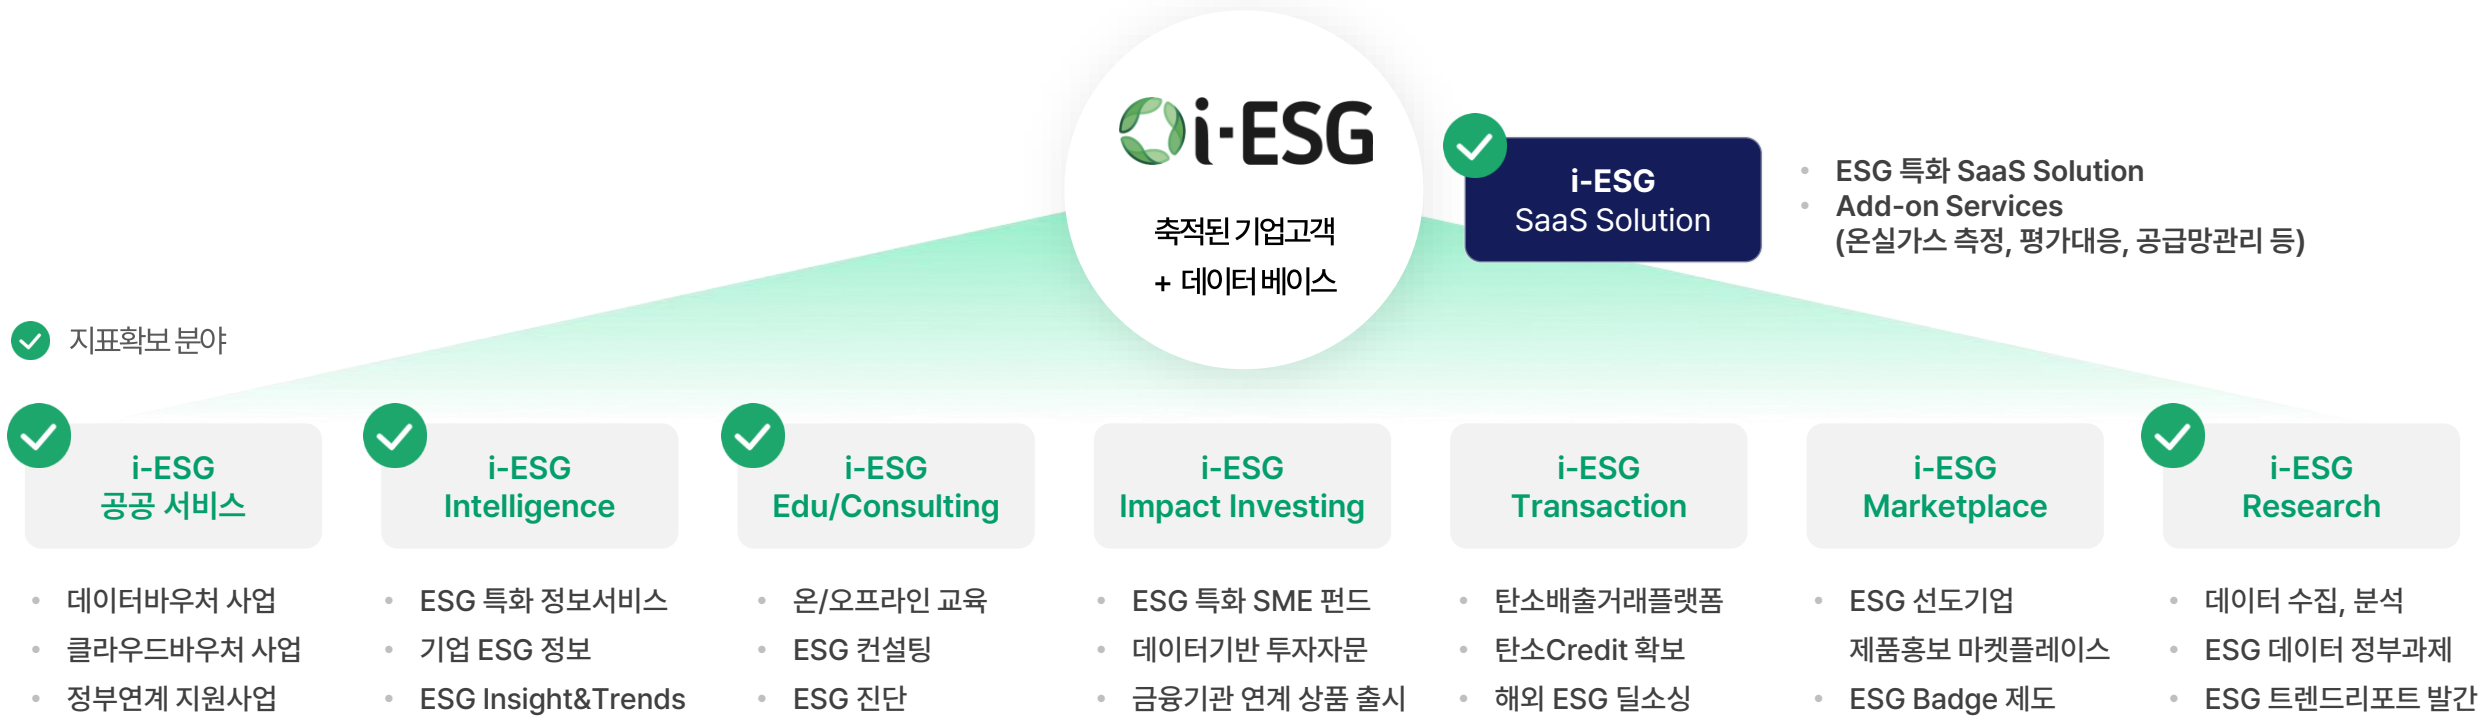 i-ESG
축적된 기업고객
+ 데이터 베이스
i-ESG
SaaS Solution
• ESG 특화 SaaS Solution
• Add-on Services
(온실가스 측정, 평가대응, 공급망관리 등)
지표확보 분야
i-ESG
공공 서비스
• 데이터바우처 사업
• 클라우드바우처 사업
• 정부연계 지원사업
i-ESG
Intelligence
• ESG 특화 정보서비스
• 기업 ESG 정보
• ESG Insight&Trends
i-ESG
Edu/Consulting
• 온/오프라인 교육
• ESG 컨설팅
• ESG 진단
i-ESG
Impact Investing
• ESG 특화 SME 펀드
• 데이터기반 투자자문
• 금융기관 연계 상품 출시
i-ESG
Transaction
• 탄소배출거래플랫폼
• 탄소Credit 확보
• 해외 ESG 딜소싱
i-ESG
Marketplace
• ESG 선도기업
제품홍보 마켓플레이스
• ESG Badge 제도
i-ESG
Research
• 데이터 수집, 분석
• ESG 데이터 정부과제
• ESG 트렌드리포트 발간